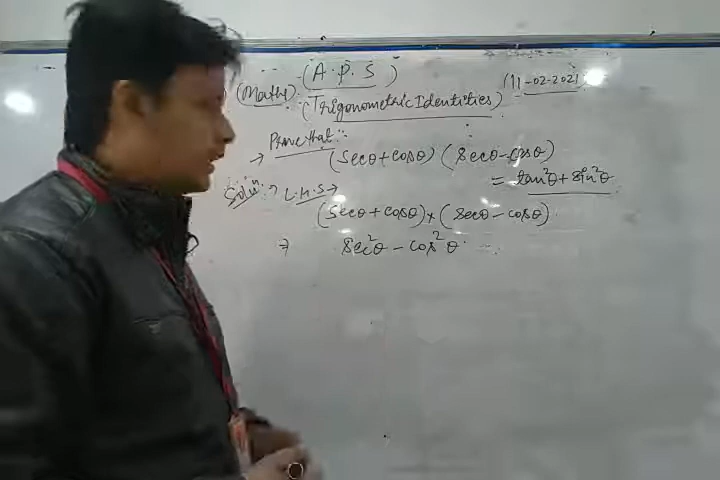 (A.P.S)
(Maths). 11-02-2021
(Trigonometric Identities)
→ Prove that:-
(secθ+cosθ) (secθ-cosθ)
= tan²θ+sin²θ
Soluⁿ:→ L.H.S→
(secθ+cosθ)×(secθ-cosθ)
⇒ sec²θ - cos²θ